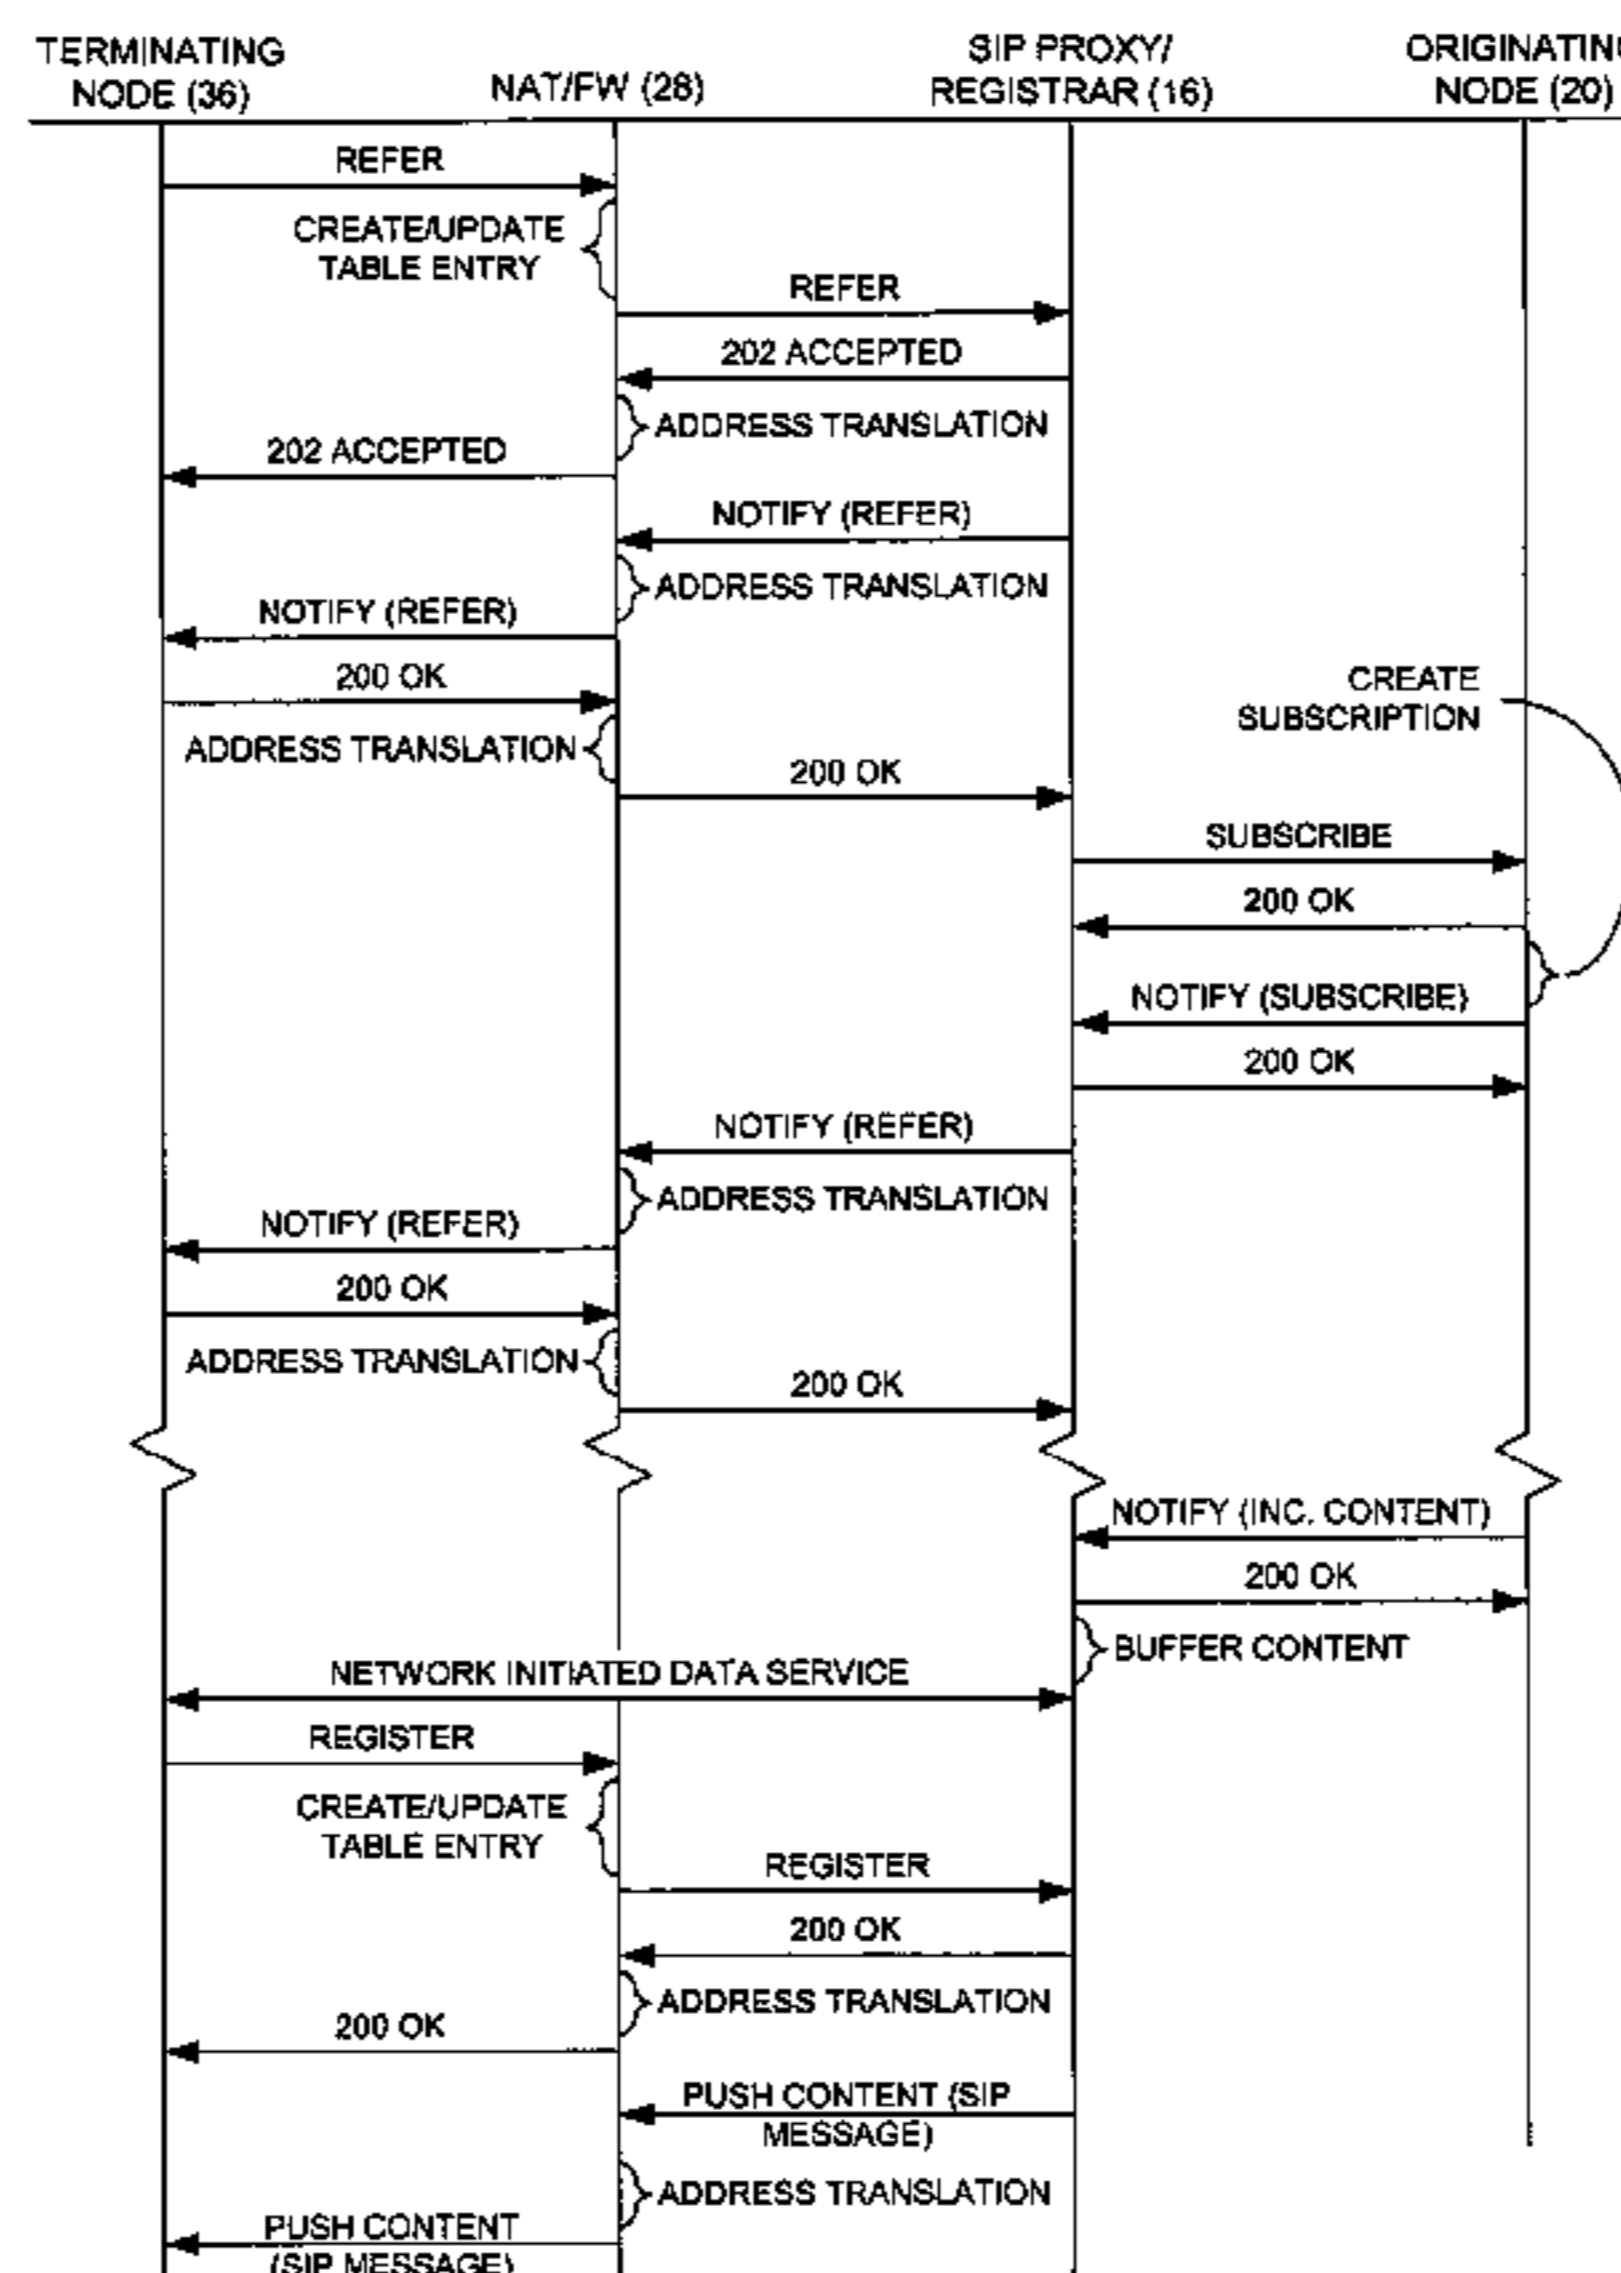 TERMINATING
NODE (36)
NAT/FW (28)
SIP PROXY/
REGISTRAR (16)
ORIGINATING
NODE (20)
REFER
CREATE/UPDATE
TABLE ENTRY
REFER
202 ACCEPTED
ADDRESS TRANSLATION
202 ACCEPTED
NOTIFY (REFER)
ADDRESS TRANSLATION
NOTIFY (REFER)
200 OK
CREATE
SUBSCRIPTION
ADDRESS TRANSLATION
200 OK
SUBSCRIBE
200 OK
NOTIFY (SUBSCRIBE)
200 OK
NOTIFY (REFER)
ADDRESS TRANSLATION
NOTIFY (REFER)
200 OK
ADDRESS TRANSLATION
200 OK
NOTIFY (INC. CONTENT)
200 OK
BUFFER CONTENT
NETWORK INITIATED DATA SERVICE
REGISTER
CREATE/UPDATE
TABLE ENTRY
REGISTER
200 OK
ADDRESS TRANSLATION
200 OK
PUSH CONTENT (SIP
MESSAGE)
ADDRESS TRANSLATION
PUSH CONTENT
(SIP MESSAGE)